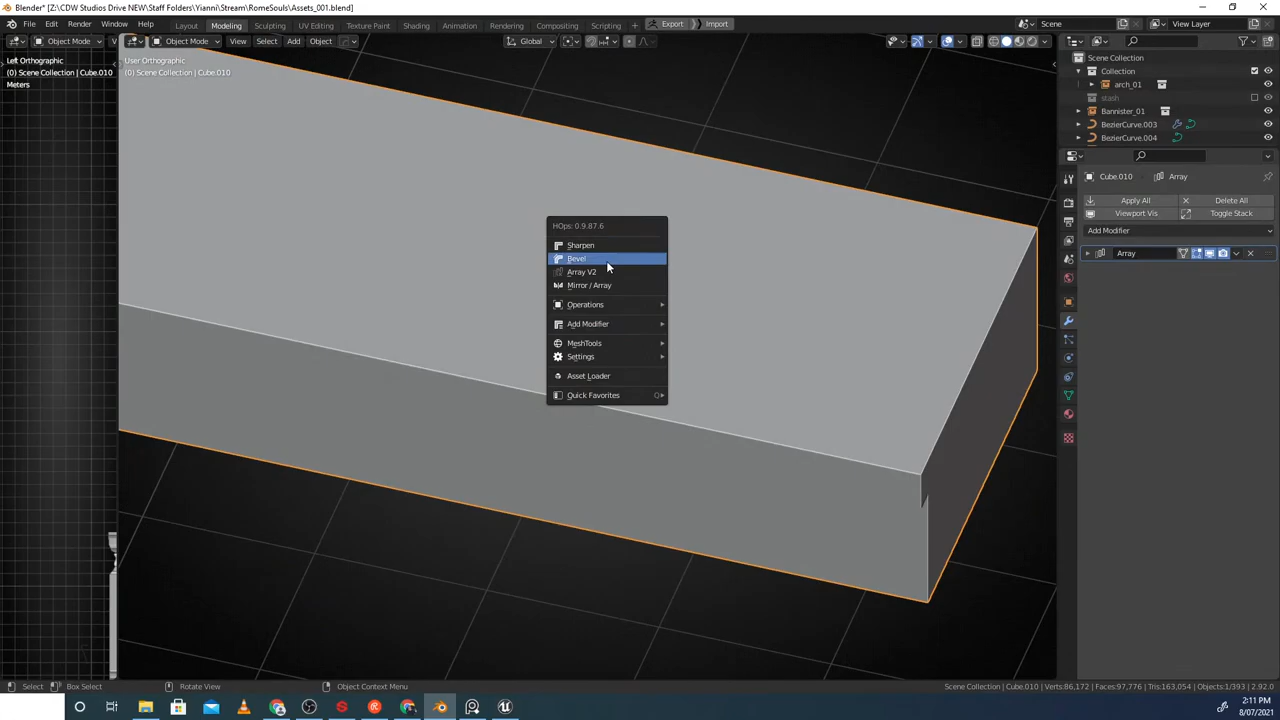 Blender* [Z:\CDW Studios Drive NEW\Staff Folders\Yianni\Stream\RomeSouls\Assets_001.blend]
File Edit Render Window Help Layout Modeling Sculpting UV Editing Texture Paint Shading Animation Rendering Compositing Scripting + Export Import Scene View Layer
Object Mode Object Mode View Select Add Object Global
Left Orthographic
(0) Scene Collection | Cube.010
Meters
User Orthographic
(0) Scene Collection | Cube.010
HOps: 0.9.87.6
Sharpen
Bevel
Array V2
Mirror / Array
Operations
Add Modifier
MeshTools
Settings
Asset Loader
Quick Favorites Q
Scene Collection
Collection
arch_01
stash
Bannister_01
BezierCurve.003
BezierCurve.004
Cube.010 Array
Apply All Delete All
Viewport Vis Toggle Stack
Add Modifier
Array
Select Box Select Rotate View Object Context Menu Scene Collection | Cube.010 | Verts:86,172 | Faces:97,776 | Tris:163,054 | Objects:1/393 | 2.92.0
2:11 PM
8/07/2021